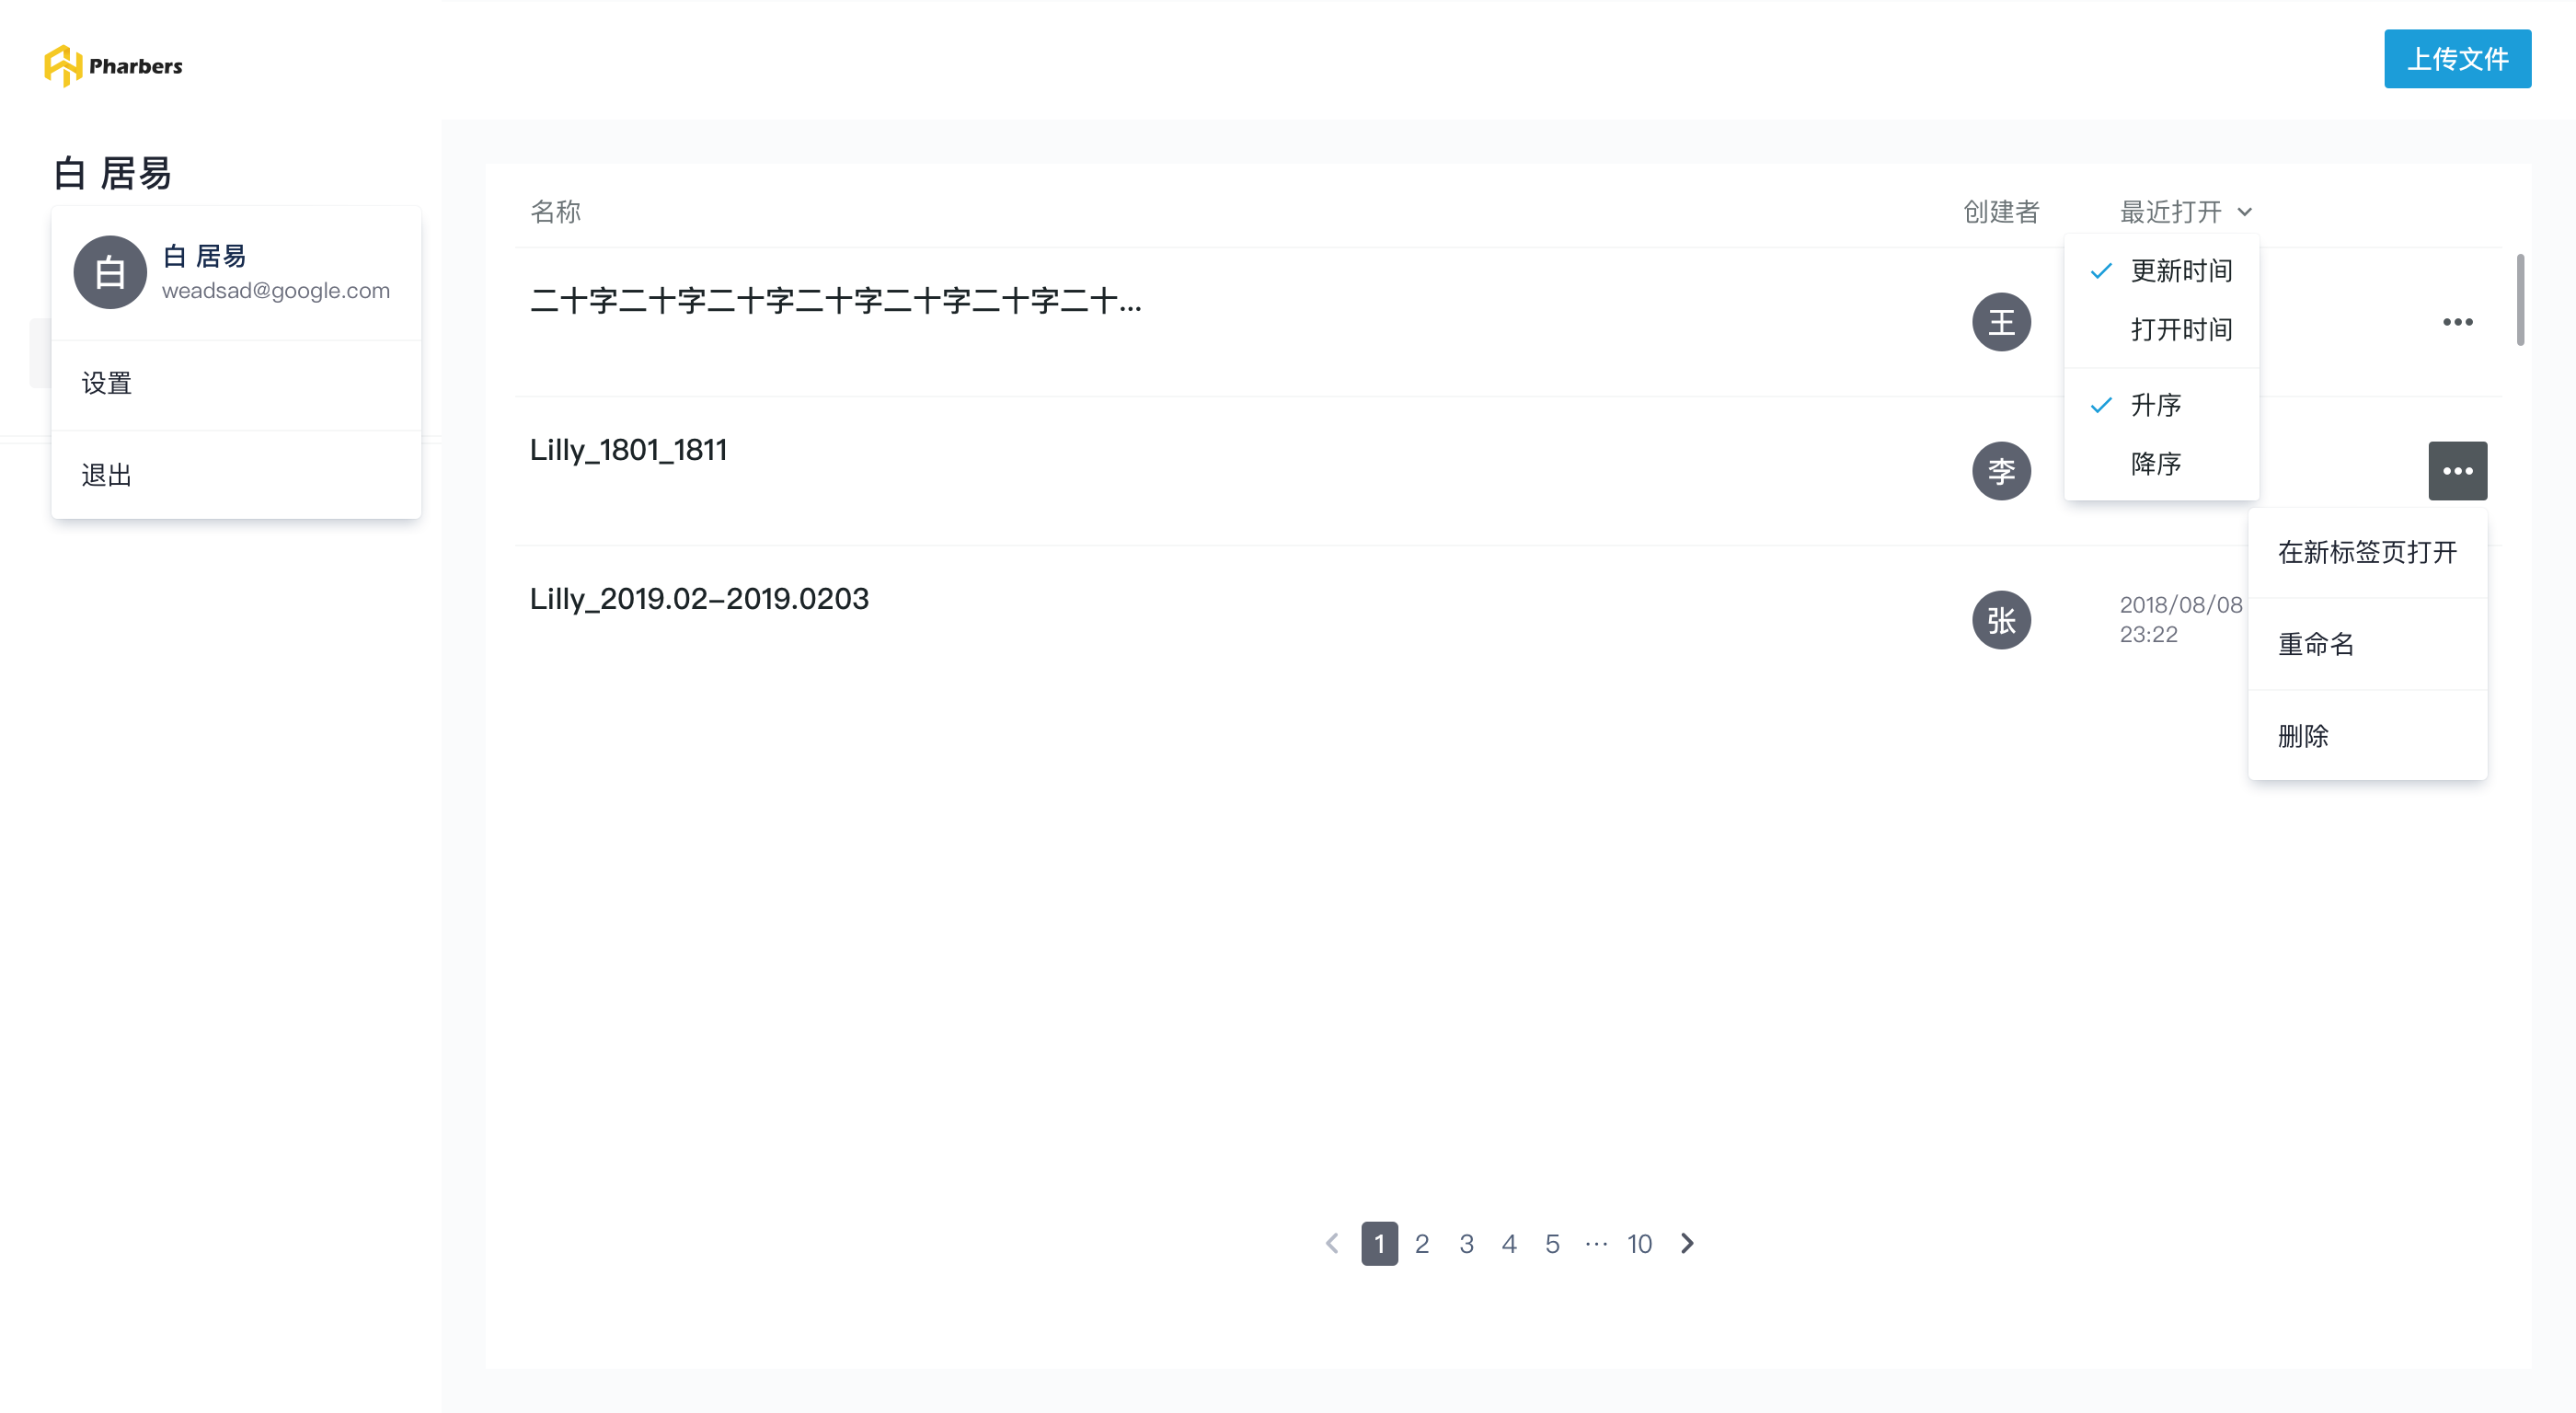 Pharbers
上传文件
白 居易
白
白 居易
weadsad@google.com
设置
退出
名称
创建者
最近打开
更新时间
打开时间
升序
降序
二十字二十字二十字二十字二十字二十字二十...
王
Lilly_1801_1811
李
Lilly_2019.02-2019.0203
张
2018/08/08
23:22
在新标签页打开
重命名
删除
1 2 3 4 5 ··· 10